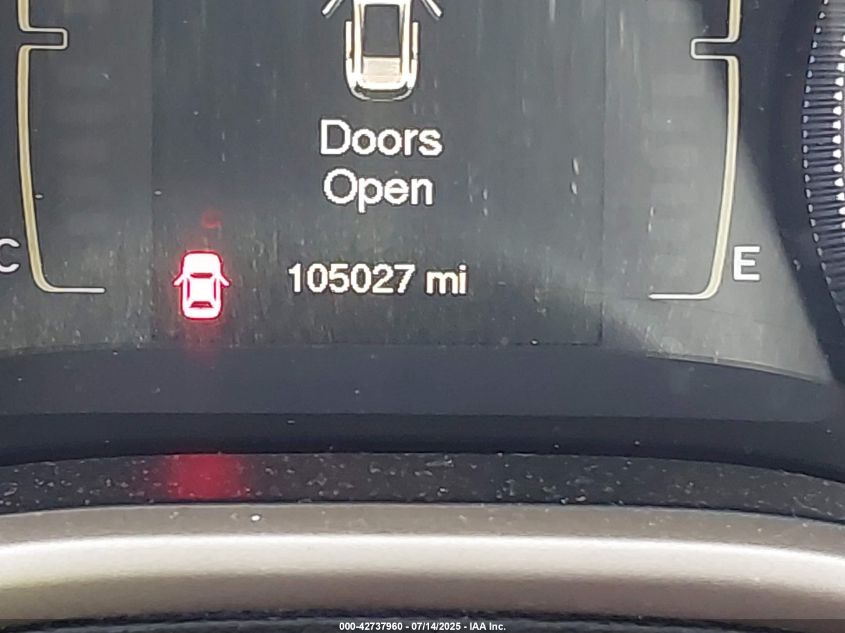 Doors
Open
C
105027 mi
E
000-42737960 - 07/14/2025 - IAA Inc.